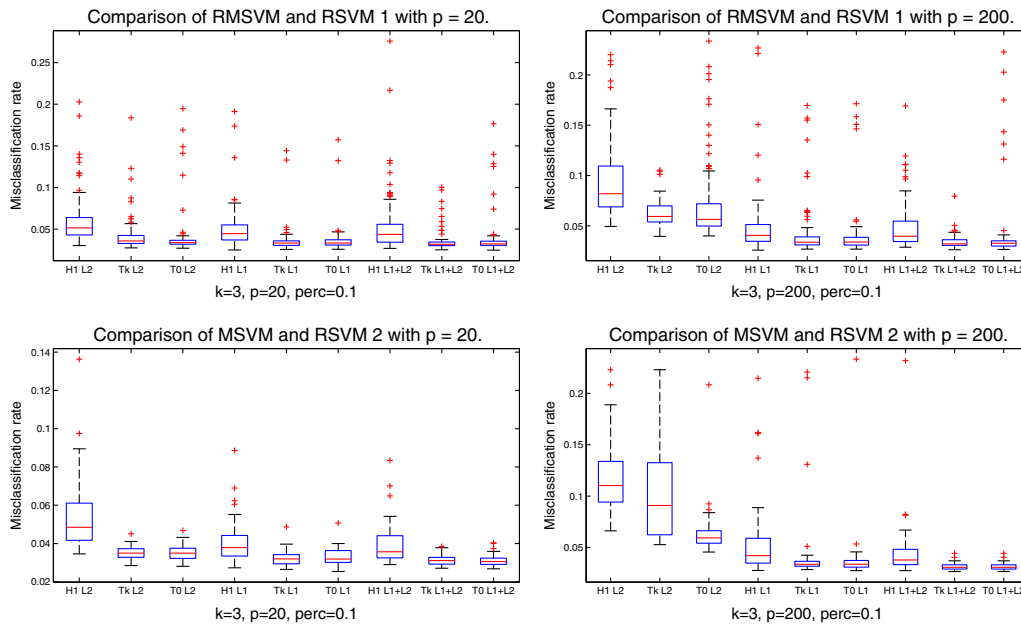 Comparison of RMSVM and RSVM 1 with p = 20.
Misclassification rate
0.25
0.2
0.15
0.1
0.05
H1 L2 Tk L2 T0 L2 H1 L1 Tk L1 T0 L1 H1 L1+L2 Tk L1+L2 T0 L1+L2
k=3, p=20, perc=0.1
Comparison of RMSVM and RSVM 1 with p = 200.
Misclassification rate
0.2
0.15
0.1
0.05
H1 L2 Tk L2 T0 L2 H1 L1 Tk L1 T0 L1 H1 L1+L2 Tk L1+L2 T0 L1+L2
k=3, p=200, perc=0.1
Comparison of MSVM and RSVM 2 with p = 20.
Misclassification rate
0.14
0.12
0.1
0.08
0.06
0.04
0.02
H1 L2 Tk L2 T0 L2 H1 L1 Tk L1 T0 L1 H1 L1+L2 Tk L1+L2 T0 L1+L2
k=3, p=20, perc=0.1
Comparison of MSVM and RSVM 2 with p = 200.
Misclassification rate
0.2
0.15
0.1
0.05
H1 L2 Tk L2 T0 L2 H1 L1 Tk L1 T0 L1 H1 L1+L2 Tk L1+L2 T0 L1+L2
k=3, p=200, perc=0.1